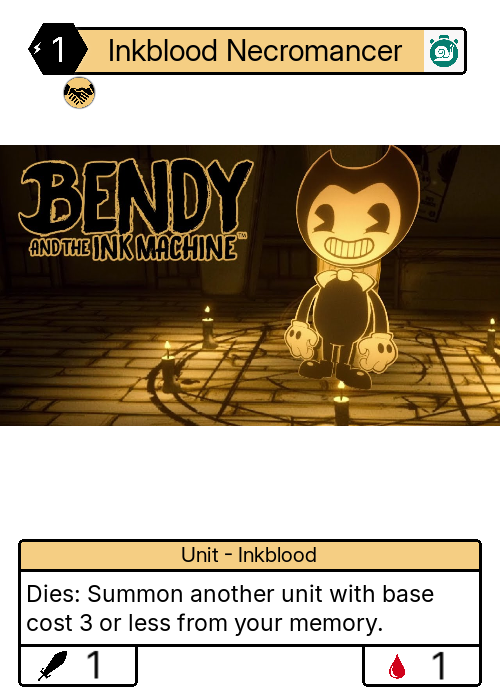 1 Inkblood Necromancer
BENDY
AND THE INK MACHINE™
Unit - Inkblood
Dies: Summon another unit with base
cost 3 or less from your memory.
1 1